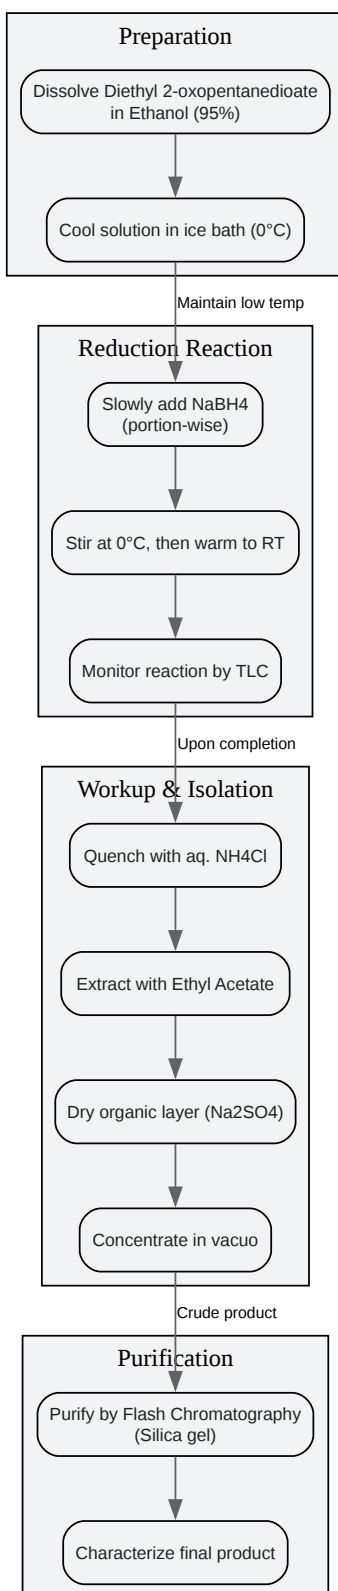 Preparation
Dissolve Diethyl 2-oxopentanedioate
in Ethanol (95%)
Cool solution in ice bath (0°C)
Maintain low temp
Reduction Reaction
Slowly add NaBH4
(portion-wise)
Stir at 0°C, then warm to RT
Monitor reaction by TLC
Upon completion
Workup & Isolation
Quench with aq. NH4Cl
Extract with Ethyl Acetate
Dry organic layer (Na2SO4)
Concentrate in vacuo
Crude product
Purification
Purify by Flash Chromatography
(Silica gel)
Characterize final product